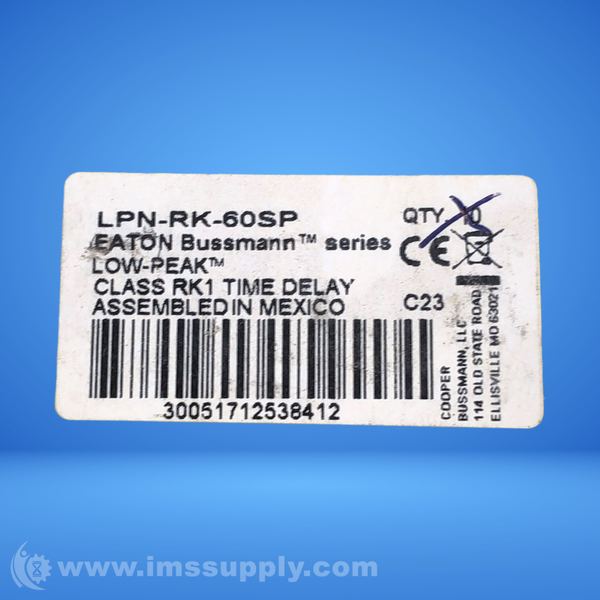 LPN-RK-60SP
QTY 10
EATON Bussmann™ series
CE
LOW-PEAK™
CLASS RK1 TIME DELAY
ASSEMBLED IN MEXICO
C23
30051712538412
COOPER
BUSSMANN, LLC
114 OLD STATE ROAD
ELLISVILLE MO 63021
www.imssupply.com